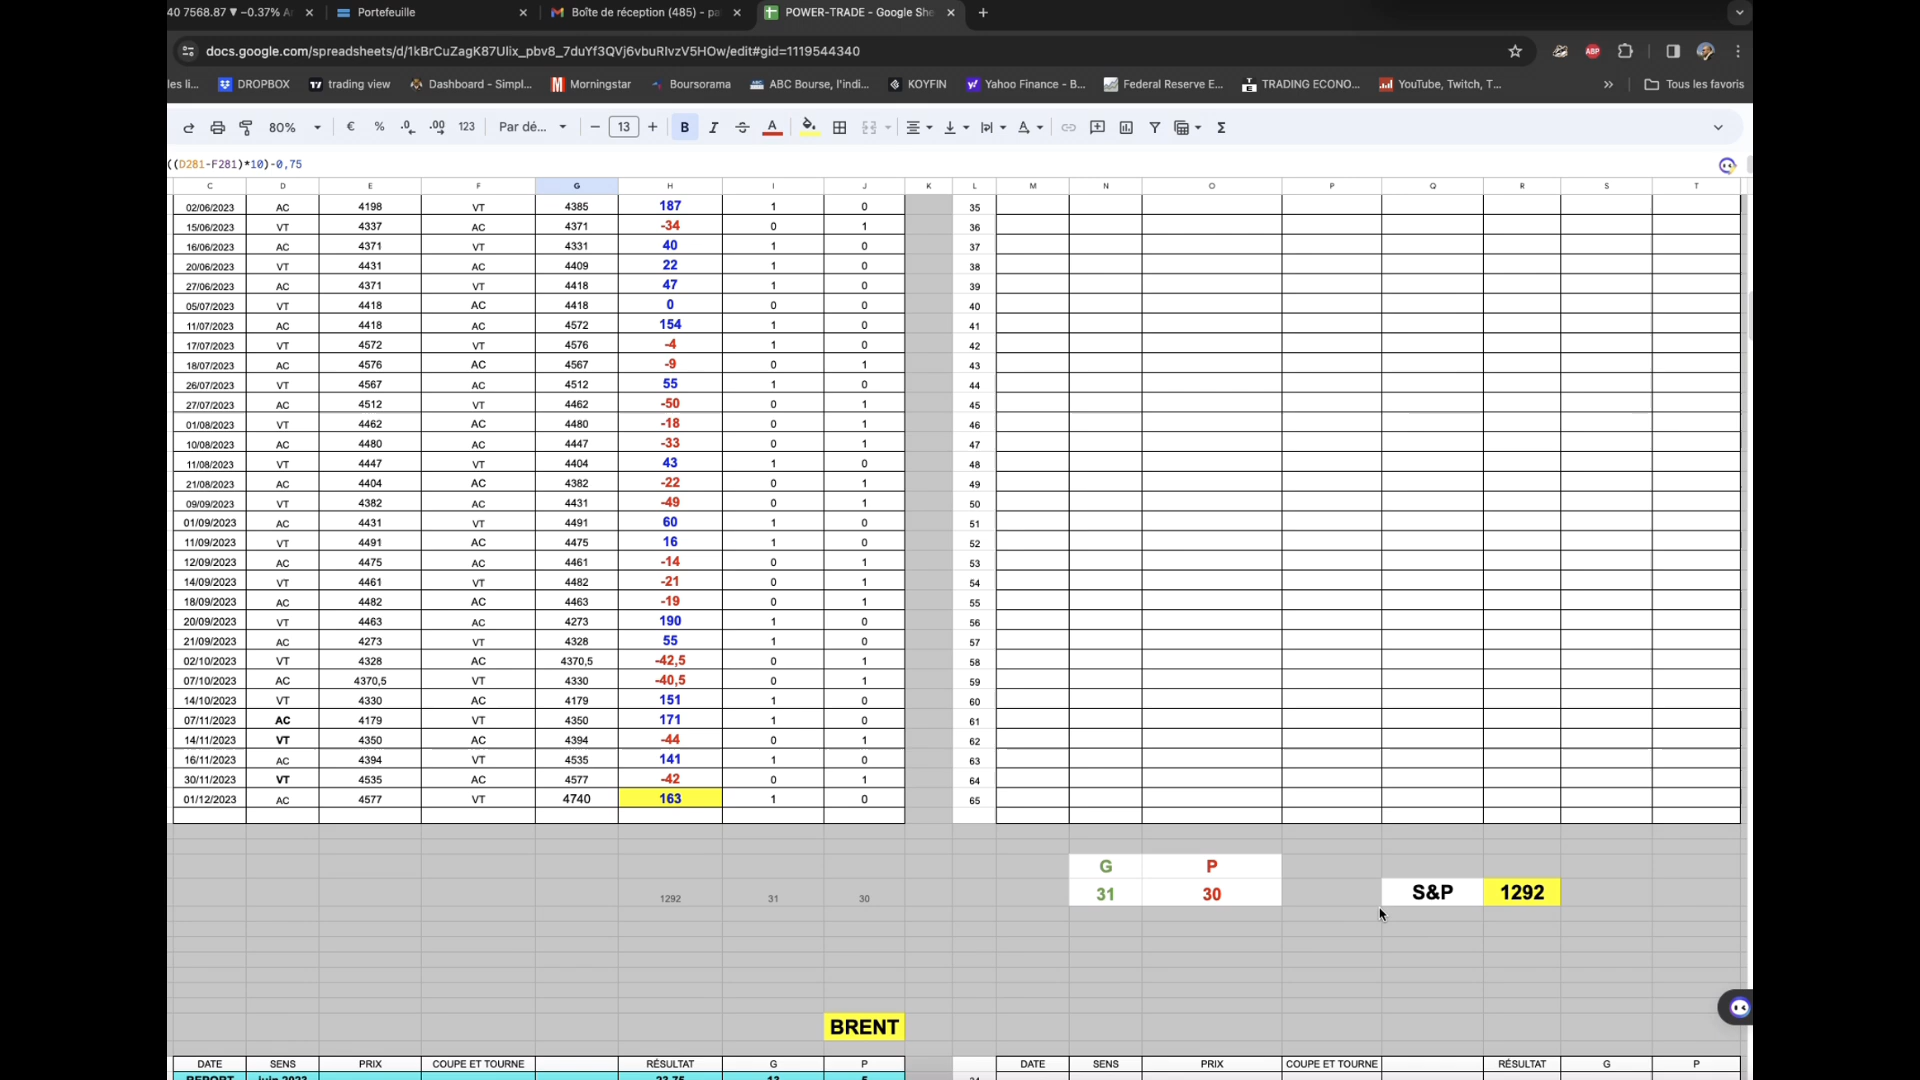 40 7568.87 ▼ −0.37% A
Portefeuille
Boîte de réception (485) - pa
POWER-TRADE - Google She
docs.google.com/spreadsheets/d/1kBrCuZagK87UIix_pbv8_7duYf3QVj6vbuRIvzV5HOw/edit#gid=1119544340
les li... DROPBOX trading view Dashboard - Simpl... Morningstar Boursorama ABC Bourse, l'indi... KOYFIN Yahoo Finance - B... Federal Reserve E... TRADING ECONO... YouTube, Twitch, T... » Tous les favoris
80% € % .0 .00 123 Par dé... − 13 + B I S A Σ
((D281-F281)*10)-0,75
C D E F G H I J K L M N O P Q R S T
02/06/2023 AC 4198 VT 4385 187 1 0 35
15/06/2023 VT 4337 AC 4371 -34 0 1 36
16/06/2023 AC 4371 VT 4331 40 1 0 37
20/06/2023 VT 4431 AC 4409 22 1 0 38
27/06/2023 AC 4371 VT 4418 47 1 0 39
05/07/2023 VT 4418 AC 4418 0 0 0 40
11/07/2023 AC 4418 AC 4572 154 1 0 41
17/07/2023 VT 4572 VT 4576 -4 1 0 42
18/07/2023 AC 4576 AC 4567 -9 0 1 43
26/07/2023 VT 4567 AC 4512 55 1 0 44
27/07/2023 AC 4512 VT 4462 -50 0 1 45
01/08/2023 VT 4462 AC 4480 -18 0 1 46
10/08/2023 AC 4480 AC 4447 -33 0 1 47
11/08/2023 VT 4447 VT 4404 43 1 0 48
21/08/2023 AC 4404 AC 4382 -22 0 1 49
09/09/2023 VT 4382 AC 4431 -49 0 1 50
01/09/2023 AC 4431 VT 4491 60 1 0 51
11/09/2023 VT 4491 AC 4475 16 1 0 52
12/09/2023 AC 4475 AC 4461 -14 0 1 53
14/09/2023 VT 4461 VT 4482 -21 0 1 54
18/09/2023 AC 4482 AC 4463 -19 0 1 55
20/09/2023 VT 4463 AC 4273 190 1 0 56
21/09/2023 AC 4273 VT 4328 55 1 0 57
02/10/2023 VT 4328 AC 4370,5 -42,5 0 1 58
07/10/2023 AC 4370,5 VT 4330 -40,5 0 1 59
14/10/2023 VT 4330 AC 4179 151 1 0 60
07/11/2023 AC 4179 VT 4350 171 1 0 61
14/11/2023 VT 4350 AC 4394 -44 0 1 62
16/11/2023 AC 4394 VT 4535 141 1 0 63
30/11/2023 VT 4535 AC 4577 -42 0 1 64
01/12/2023 AC 4577 VT 4740 163 1 0 65
G P
1292 31 30 31 30 S&P 1292
BRENT
DATE SENS PRIX COUPE ET TOURNE RÉSULTAT G P DATE SENS PRIX COUPE ET TOURNE RÉSULTAT G P